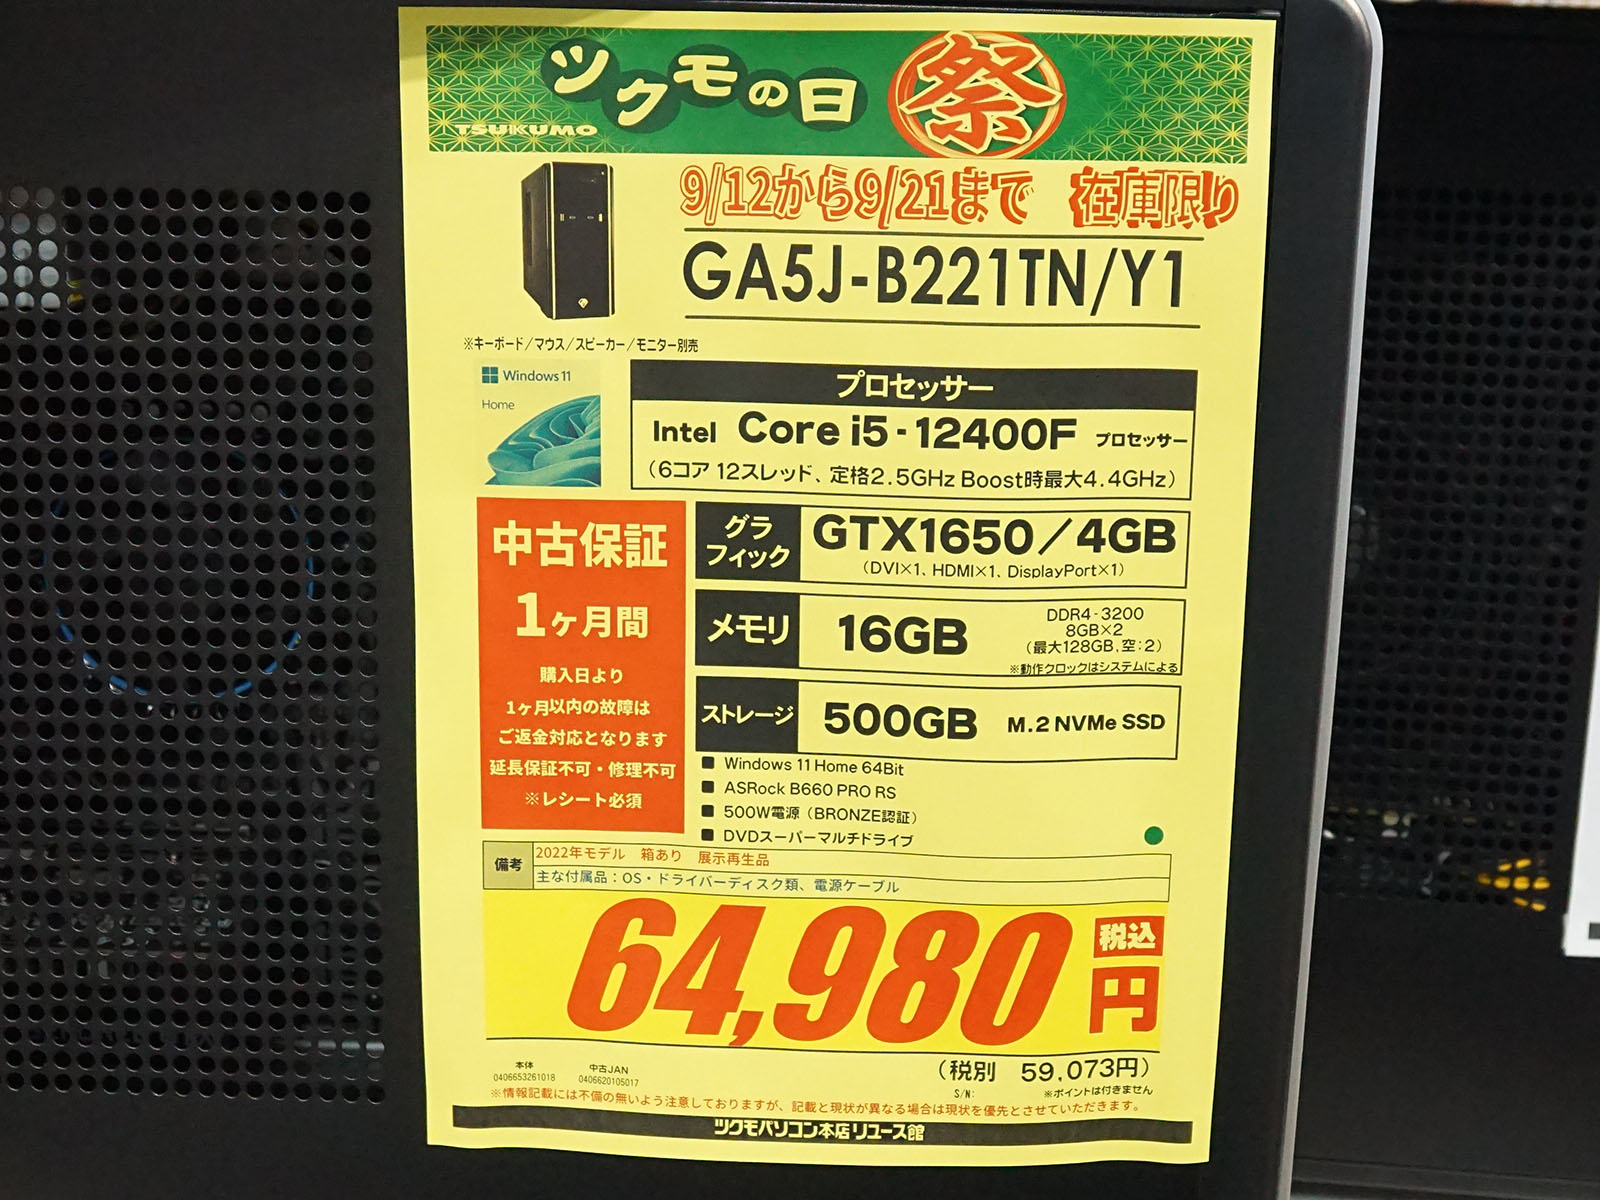 ツクモの日 祭
TSUKUMO
9/12から9/21まで 在庫限り
GA5J-B221TN/Y1
※キーボード/マウス/スピーカー/モニター別売
Windows 11
Home
プロセッサー
Intel Core i5-12400F プロセッサー
(6コア 12スレッド、定格2.5GHz Boost時最大4.4GHz)
中古保証
1ヶ月間
購入日より
1ヶ月以内の故障は
ご返金対応となります
延長保証不可・修理不可
※レシート必須
グラフィック
GTX1650/4GB
(DVI×1、HDMI×1、DisplayPort×1)
メモリ
16GB
DDR4-3200
8GB×2
(最大128GB,空:2)
※動作クロックはシステムによる
ストレージ
500GB M.2 NVMe SSD
■ Windows 11 Home 64Bit
■ ASRock B660 PRO RS
■ 500W電源(BRONZE認証)
■ DVDスーパーマルチドライブ
備考
2022年モデル 箱あり 展示再生品
主な付属品:OS・ドライバーディスク類、電源ケーブル
64,980 税込 円
(税別 59,073円)
本体
0406653261018
中古JAN
0406620105017
S/N:
※ポイントは付きません
※情報記載には不備の無いよう注意しておりますが、記載と現状が異なる場合は現状を優先とさせていただきます。
ツクモパソコン本店リユース館